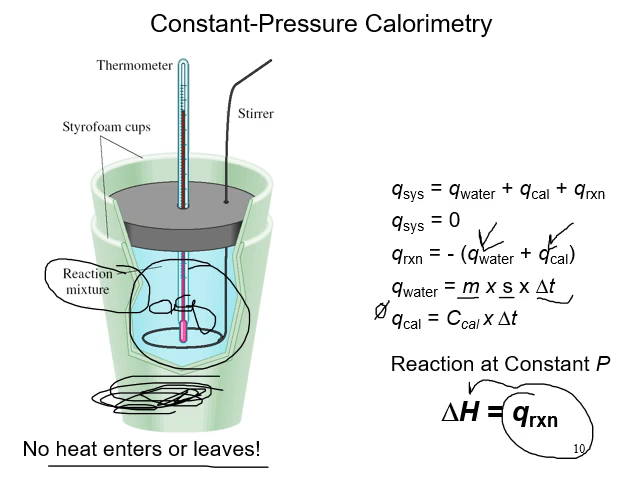 Constant-Pressure Calorimetry
Thermometer
Stirrer
Styrofoam cups
Reaction
mixture
No heat enters or leaves!
qsys = qwater + qcal + qrxn
qsys = 0
qrxn = - (qwater + qcal)
qwater = m x s x Δt
qcal = Ccal x Δt
Reaction at Constant P
ΔH = qrxn
10